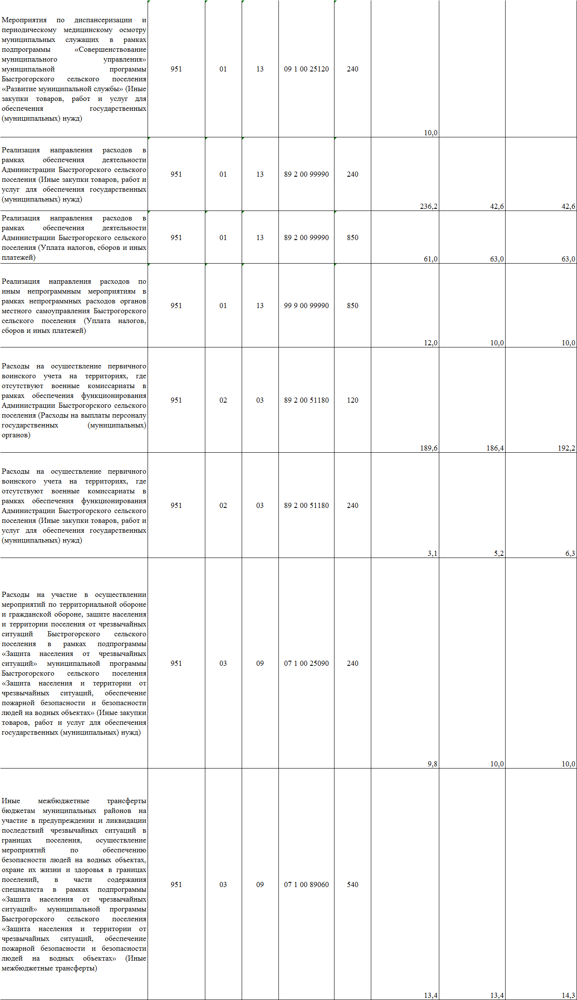 Мероприятия по диспансеризации и
периодическому медицинскому осмотру
муниципальных служащих в рамках
подпрограммы «Совершенствование
муниципального управления»
муниципальной программы
Быстрогорского сельского поселения
«Развитие муниципальной службы» (Иные
закупки товаров, работ и услуг для
обеспечения государственных
(муниципальных) нужд)
951 01 13 09 1 00 25120 240
10,0
Реализация направления расходов в
рамках обеспечения деятельности
Администрации Быстрогорского сельского
поселения (Иные закупки товаров, работ и
услуг для обеспечения государственных
(муниципальных) нужд)
951 01 13 89 2 00 99990 240
236,2 42,6 42,6
Реализация направления расходов в
рамках обеспечения деятельности
Администрации Быстрогорского сельского
поселения (Уплата налогов, сборов и иных
платежей)
951 01 13 89 2 00 99990 850
61,0 63,0 63,0
Реализация направления расходов по
иным непрограммным мероприятиям в
рамках непрограммных расходов органов
местного самоуправления Быстрогорского
сельского поселения (Уплата налогов,
сборов и иных платежей)
951 01 13 99 9 00 99990 850
12,0 10,0 10,0
Расходы на осуществление первичного
воинского учета на территориях, где
отсутствуют военные комиссариаты в
рамках обеспечения функционирования
Администрации Быстрогорского сельского
поселения (Расходы на выплаты персоналу
государственных (муниципальных)
органов)
951 02 03 89 2 00 51180 120
189,6 186,4 192,2
Расходы на осуществление первичного
воинского учета на территориях, где
отсутствуют военные комиссариаты в
рамках обеспечения функционирования
Администрации Быстрогорского сельского
поселения (Иные закупки товаров, работ и
услуг для обеспечения государственных
(муниципальных) нужд)
951 02 03 89 2 00 51180 240
3,1 5,2 6,3
Расходы на участие в осуществлении
мероприятий по территориальной обороне
и гражданской обороне, защите населения
и территории поселения от чрезвычайных
ситуаций Быстрогорского сельского
поселения в рамках подпрограммы
«Защита населения от чрезвычайных
ситуаций» муниципальной программы
Быстрогорского сельского поселения
«Защита населения и территории от
чрезвычайных ситуаций, обеспечение
пожарной безопасности и безопасности
людей на водных объектах» (Иные закупки
товаров, работ и услуг для обеспечения
государственных (муниципальных) нужд)
951 03 09 07 1 00 25090 240
9,8 10,0 10,0
Иные межбюджетные трансферты
бюджетам муниципальных районов на
участие в предупреждении и ликвидации
последствий чрезвычайных ситуаций в
границах поселения, осуществление
мероприятий по обеспечению
безопасности людей на водных объектах,
охране их жизни и здоровья в границах
поселений, в части содержания
специалиста в рамках подпрограммы
«Защита населения от чрезвычайных
ситуаций» муниципальной программы
Быстрогорского сельского поселения
«Защита населения и территории от
чрезвычайных ситуаций, обеспечение
пожарной безопасности и безопасности
людей на водных объектах» (Иные
межбюджетные трансферты)
951 03 09 07 1 00 89060 540
13,4 13,4 14,3